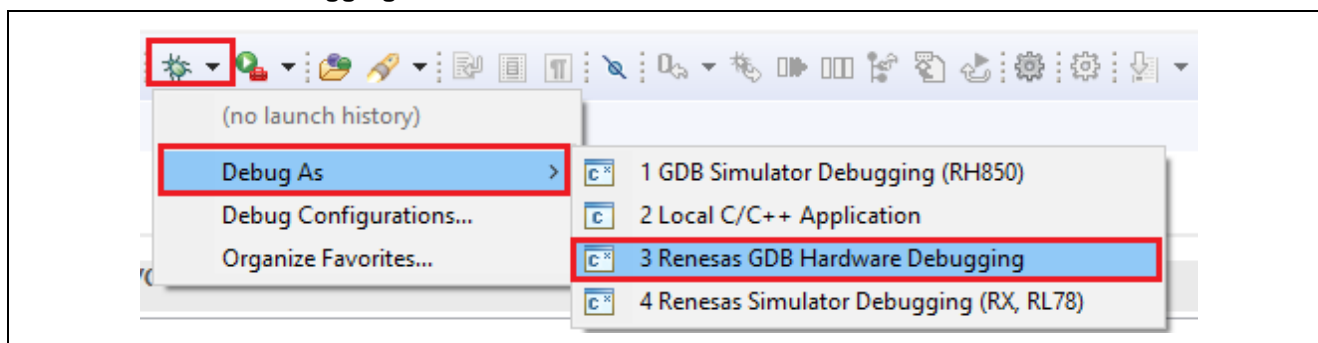 (no launch history)
Debug As
Debug Configurations...
Organize Favorites...
1 GDB Simulator Debugging (RH850)
2 Local C/C++ Application
3 Renesas GDB Hardware Debugging
4 Renesas Simulator Debugging (RX, RL78)